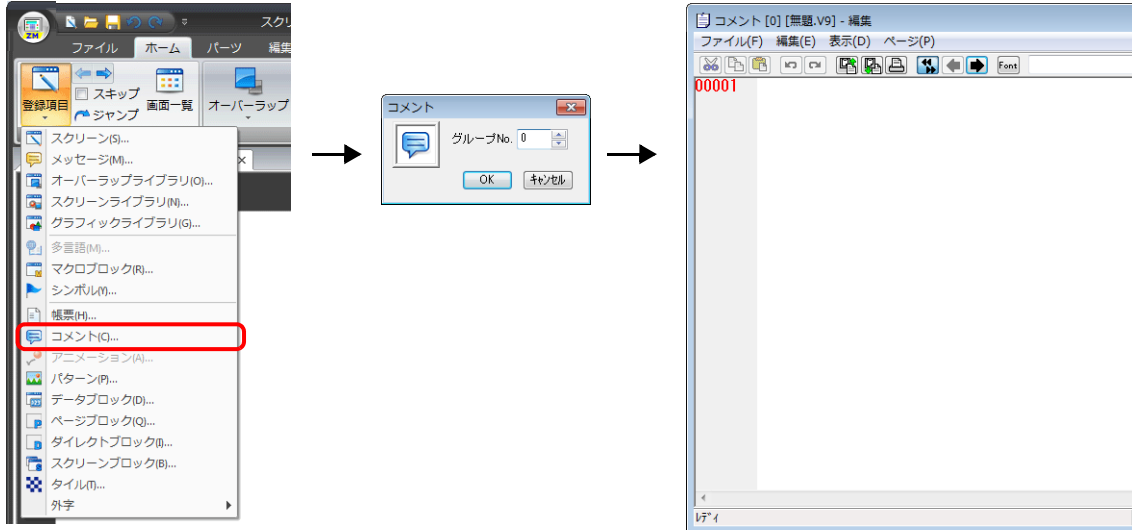 ZM
スクリ
ファイル ホーム パーツ 編集
登録項目
スキップ
ジャンプ
画面一覧
オーバーラップ
スクリーン(S)...
メッセージ(M)...
オーバーラップライブラリ(O)...
スクリーンライブラリ(N)...
グラフィックライブラリ(G)...
多言語(M)...
マクロブロック(R)...
シンボル(Y)...
帳票(H)...
コメント(C)...
アニメーション(A)...
パターン(P)...
データブロック(D)...
ページブロック(Q)...
ダイレクトブロック(I)...
スクリーンブロック(B)...
タイル(T)...
外字
コメント
グループNo. 0
OK キャンセル
コメント [0] [無題.V9] - 編集
ファイル(F) 編集(E) 表示(D) ページ(P)
Font
00001
レディ